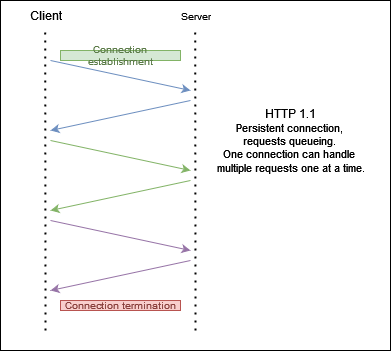 Client
Server
Connection
establishment
HTTP 1.1
Persistent connection,
requests queueing.
One connection can handle
multiple requests one at a time.
Connection termination